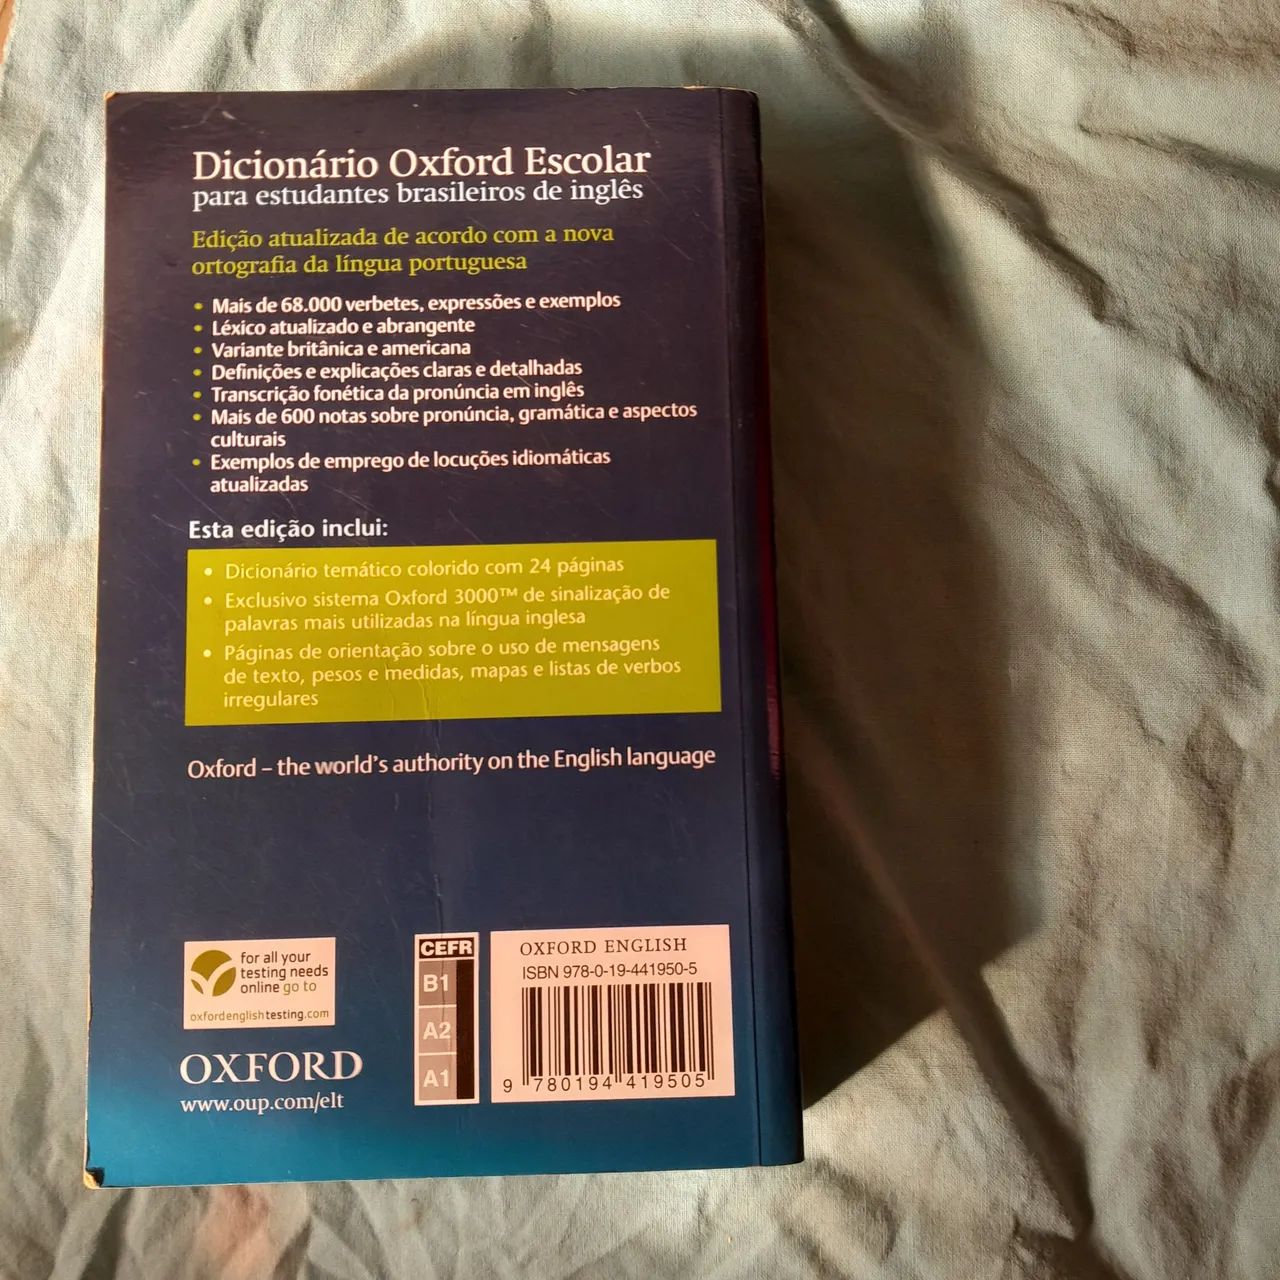 Dicionário Oxford Escolar
para estudantes brasileiros de inglês
Edição atualizada de acordo com a nova
ortografia da língua portuguesa
• Mais de 68.000 verbetes, expressões e exemplos
• Léxico atualizado e abrangente
• Variante britânica e americana
• Definições e explicações claras e detalhadas
• Transcrição fonética da pronúncia em inglês
• Mais de 600 notas sobre pronúncia, gramática e aspectos
culturais
• Exemplos de emprego de locuções idiomáticas
atualizadas
Esta edição inclui:
• Dicionário temático colorido com 24 páginas
• Exclusivo sistema Oxford 3000™ de sinalização de
palavras mais utilizadas na língua inglesa
• Páginas de orientação sobre o uso de mensagens
de texto, pesos e medidas, mapas e listas de verbos
irregulares
Oxford – the world's authority on the English language
for all your
testing needs
online go to
oxfordenglishtesting.com
OXFORD
www.oup.com/elt
CEFR
B1
A2
A1
OXFORD ENGLISH
ISBN 978-0-19-441950-5
9 780194 419505